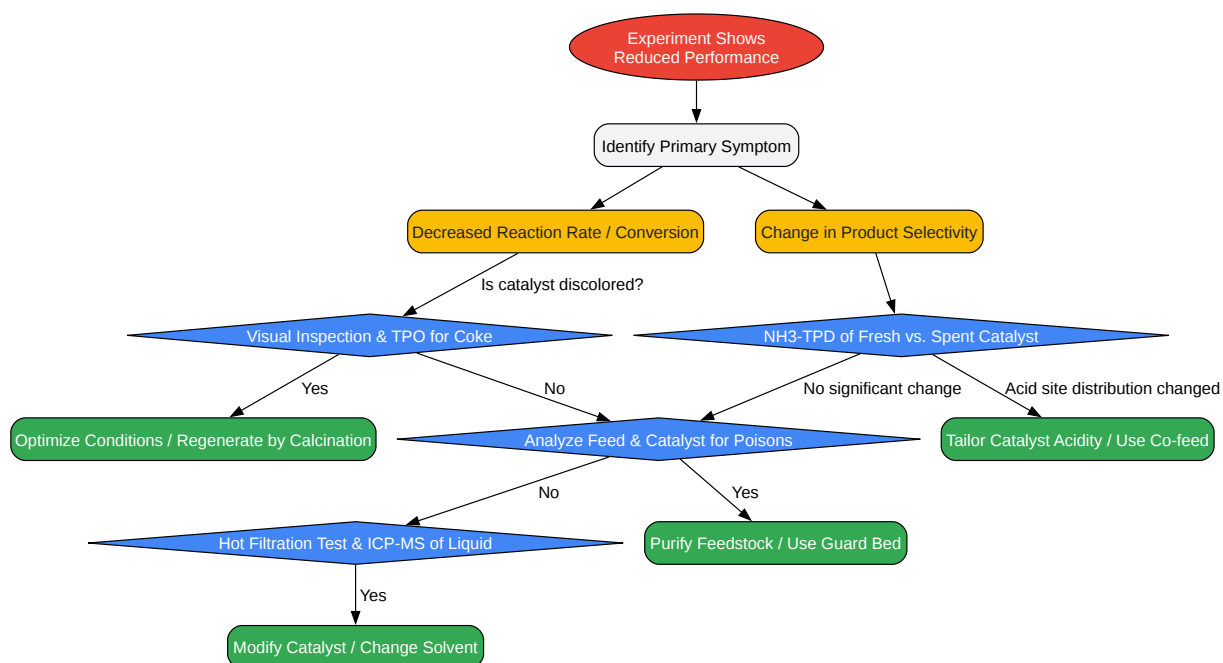 Experiment Shows
Reduced Performance
Identify Primary Symptom
Decreased Reaction Rate / Conversion
Change in Product Selectivity
Is catalyst discolored?
Visual Inspection & TPO for Coke
NH3-TPD of Fresh vs. Spent Catalyst
Yes
No
No significant change
Acid site distribution changed
Optimize Conditions / Regenerate by Calcination
Analyze Feed & Catalyst for Poisons
Tailor Catalyst Acidity / Use Co-feed
No
Yes
Hot Filtration Test & ICP-MS of Liquid
Purify Feedstock / Use Guard Bed
Yes
Modify Catalyst / Change Solvent